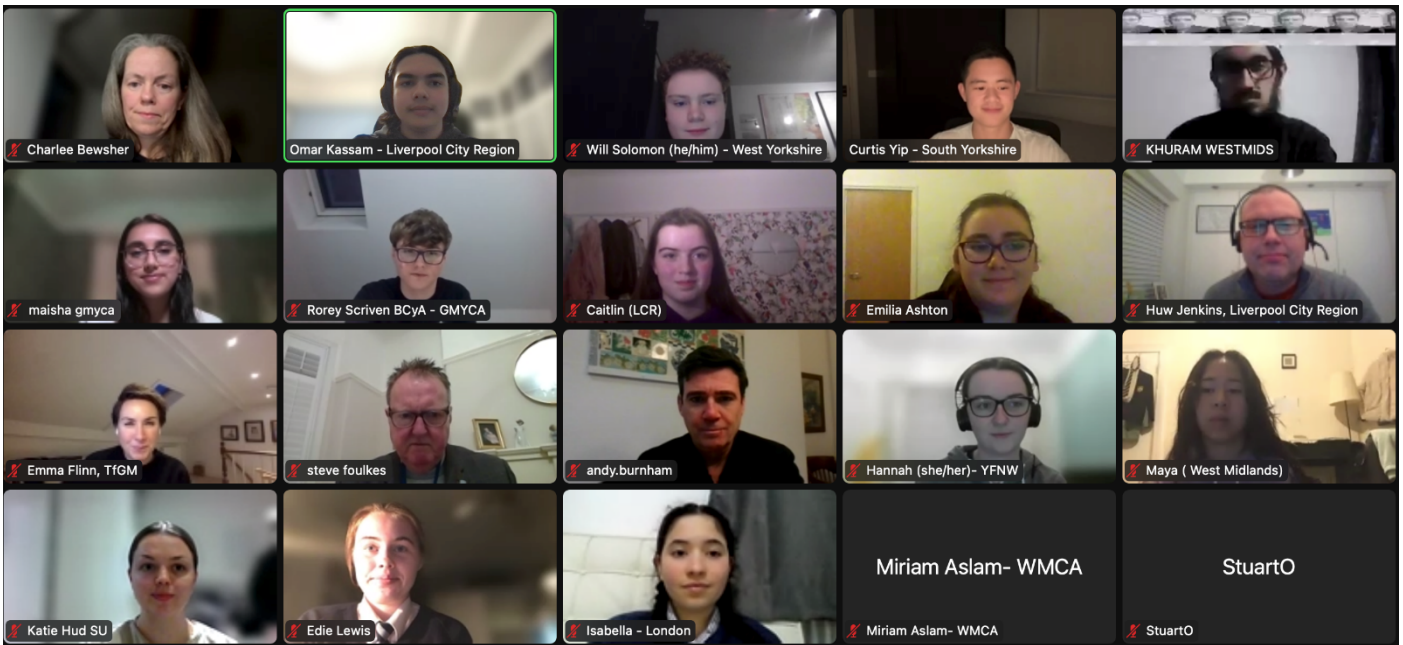 Charlee Bewsher
Omar Kassam - Liverpool City Region
Will Solomon (he/him) - West Yorkshire
Curtis Yip - South Yorkshire
KHURAM WESTMIDS
maisha gmyca
Rorey Scriven BCyA - GMYCA
Caitlin (LCR)
Emilia Ashton
Huw Jenkins, Liverpool City Region
Emma Flinn, TfGM
steve foulkes
andy.burnham
Hannah (she/her)- YFNW
Maya ( West Midlands)
Katie Hud SU
Edie Lewis
Isabella - London
Miriam Aslam- WMCA
Miriam Aslam- WMCA
StuartO
StuartO